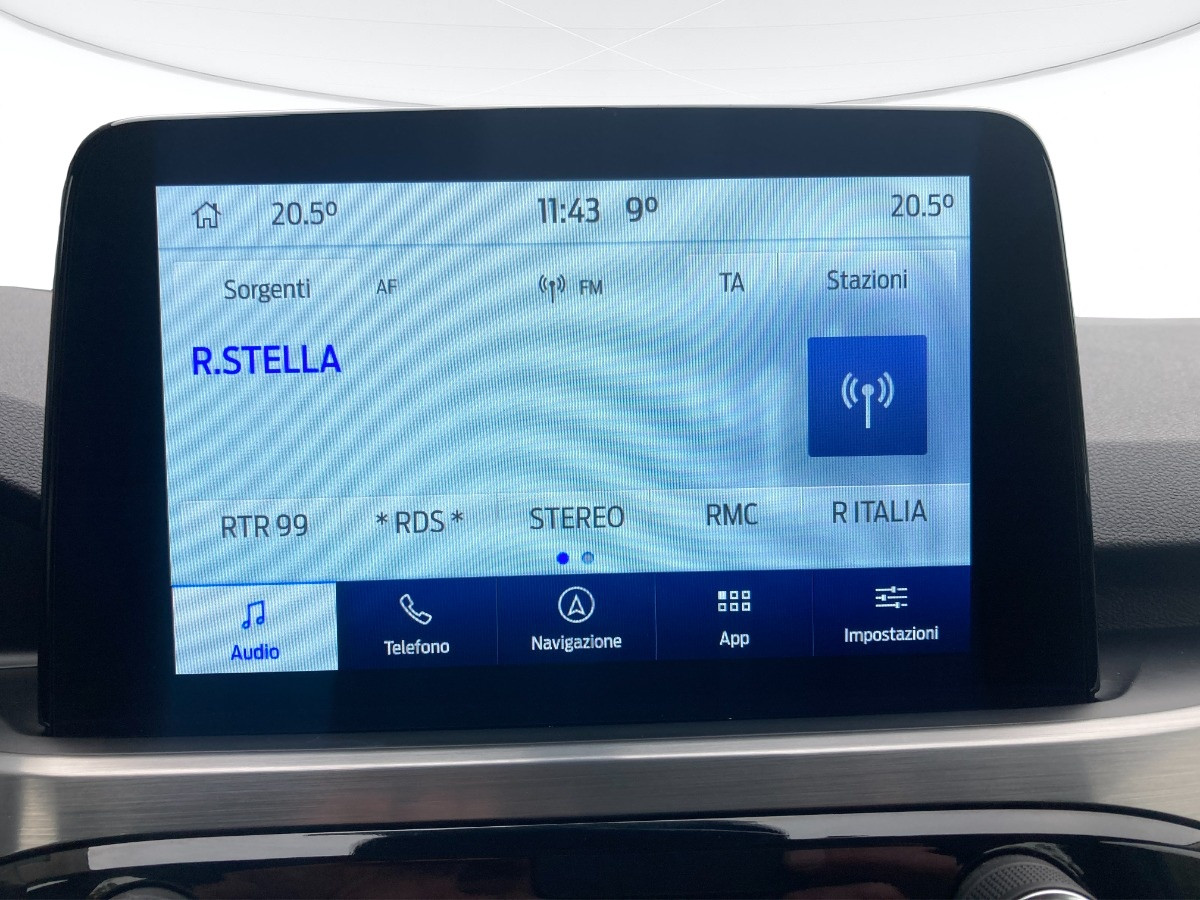 20.5° 11:43 9° 20.5°
Sorgenti AF FM TA Stazioni
R.STELLA
RTR 99 *RDS* STEREO RMC R ITALIA
Audio Telefono Navigazione App Impostazioni